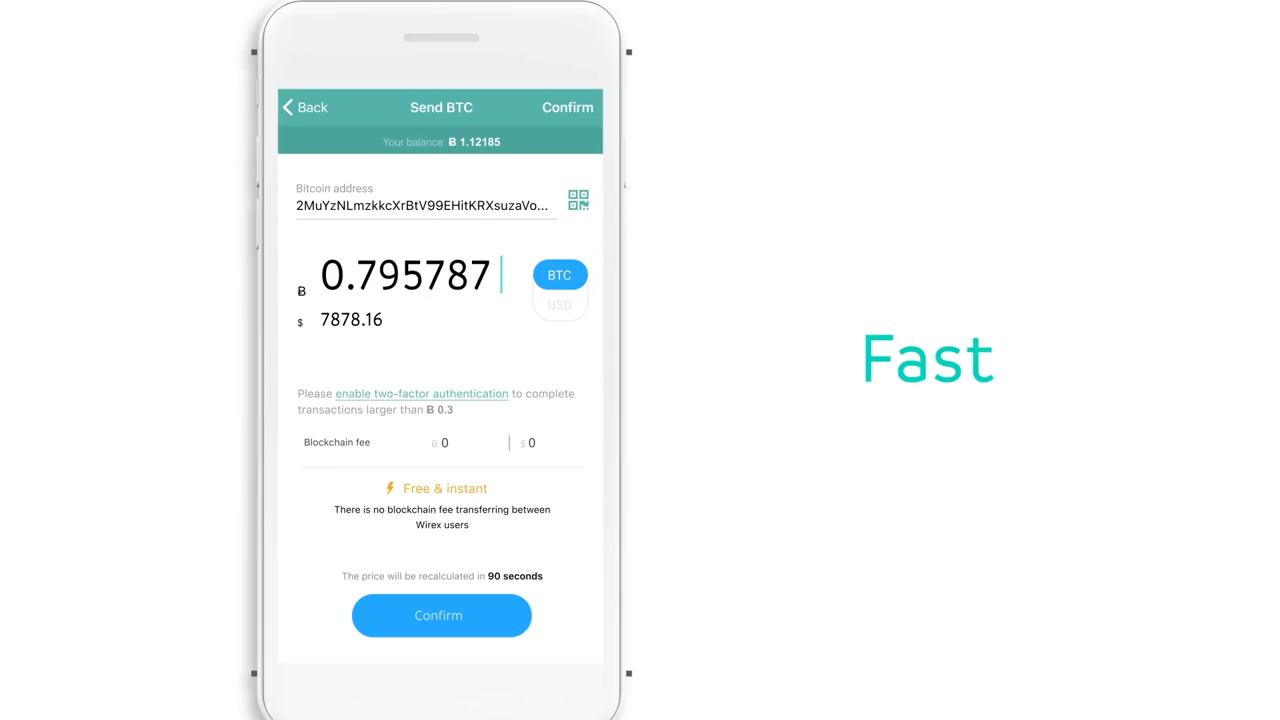 Back
Send BTC
Confirm
Your balance Ƀ 1.12185
Bitcoin address
2MuYzNLmzkkcXrBtV99EHitKRXsuzaVo...
Ƀ 0.795787
BTC
USD
$ 7878.16
Fast
Please enable two-factor authentication to complete
transactions larger than Ƀ 0.3
Blockchain fee Ƀ 0 | $ 0
Free & instant
There is no blockchain fee transferring between
Wirex users
The price will be recalculated in 90 seconds
Confirm